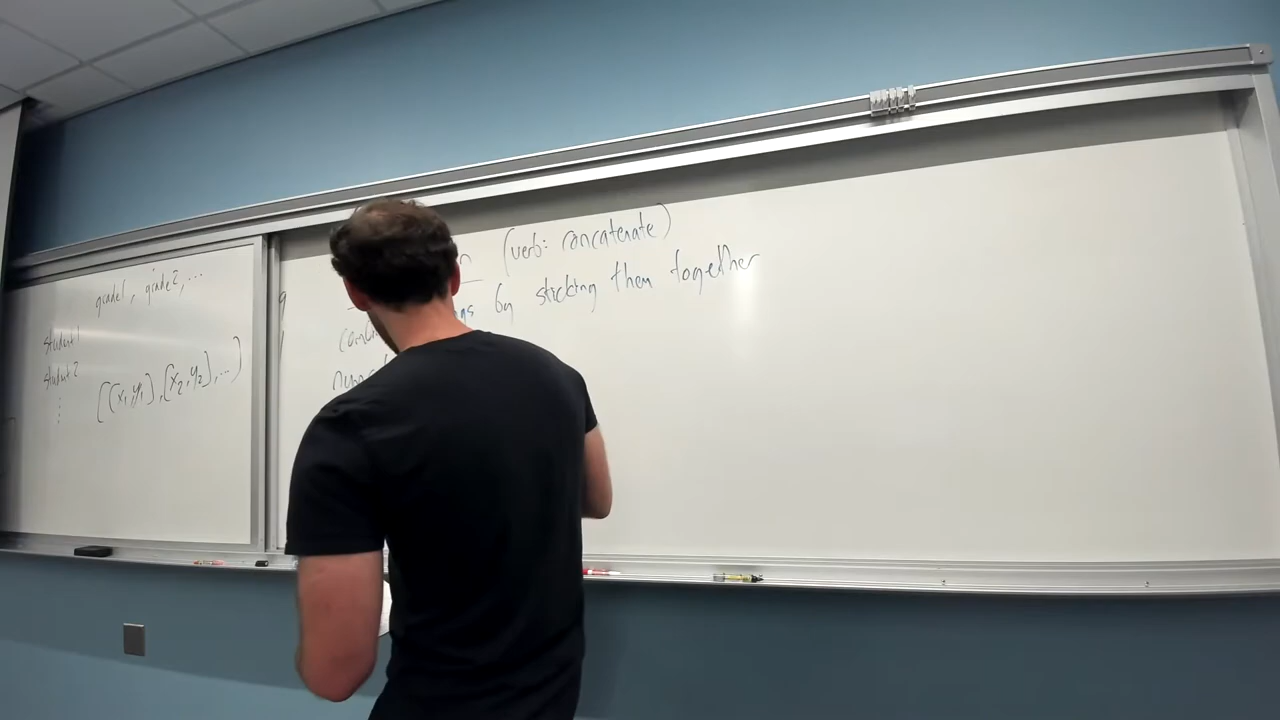 grade1, grade2, ...
student1
student2
⋮
[(x₁,y₁),(x₂,y₂),...)
(verb: concatenate)
by sticking them together